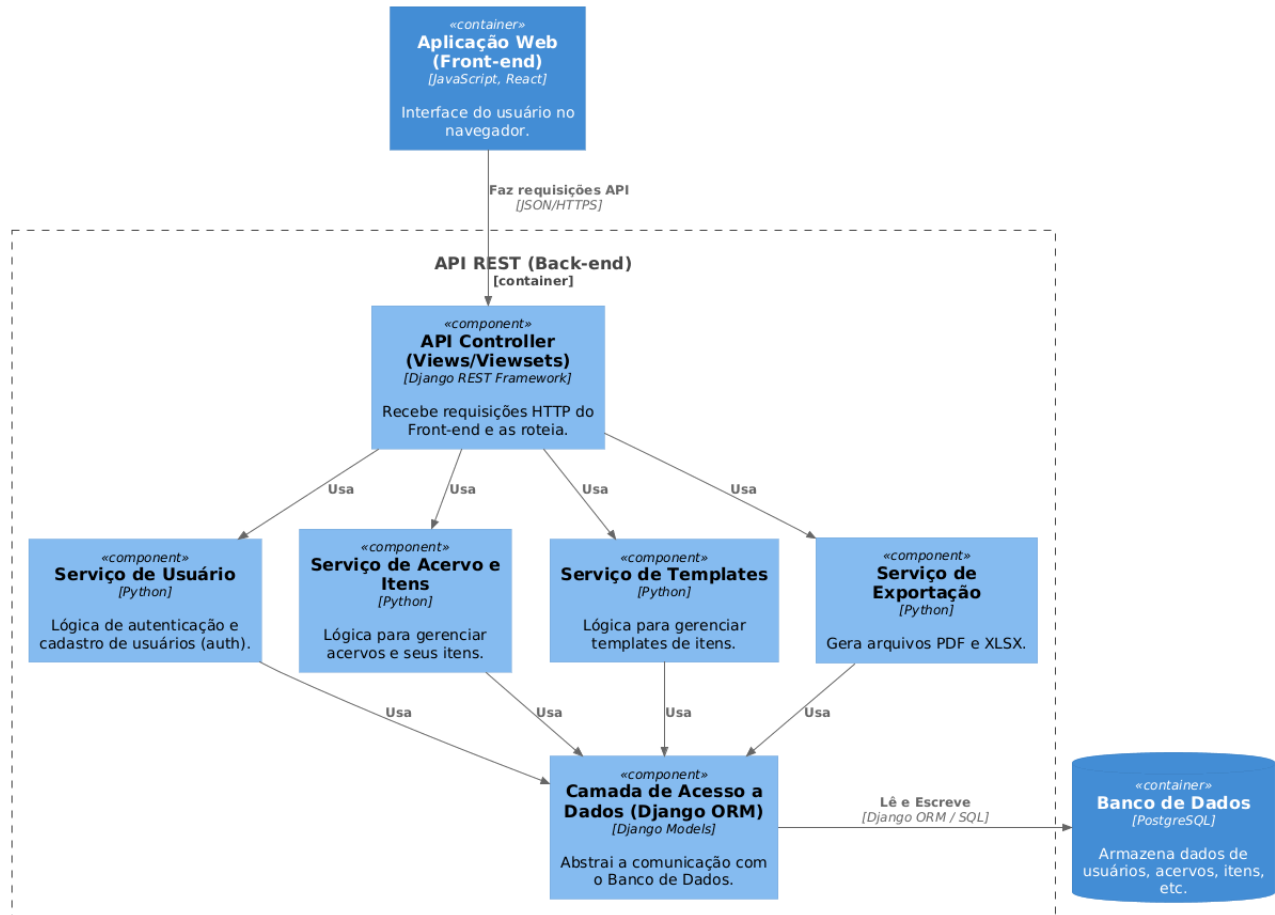 «container»
Aplicação Web
(Front-end)
[JavaScript, React]
Interface do usuário no
navegador.
Faz requisições API
[JSON/HTTPS]
API REST (Back-end)
[container]
«component»
API Controller
(Views/Viewsets)
[Django REST Framework]
Recebe requisições HTTP do
Front-end e as roteia.
Usa
Usa
Usa
Usa
«component»
Serviço de Usuário
[Python]
Lógica de autenticação e
cadastro de usuários (auth).
«component»
Serviço de Acervo e
Itens
[Python]
Lógica para gerenciar
acervos e seus itens.
«component»
Serviço de Templates
[Python]
Lógica para gerenciar
templates de itens.
«component»
Serviço de
Exportação
[Python]
Gera arquivos PDF e XLSX.
Usa
Usa
Usa
Usa
«component»
Camada de Acesso a
Dados (Django ORM)
[Django Models]
Abstrai a comunicação com
o Banco de Dados.
Lê e Escreve
[Django ORM / SQL]
«container»
Banco de Dados
[PostgreSQL]
Armazena dados de
usuários, acervos, itens,
etc.